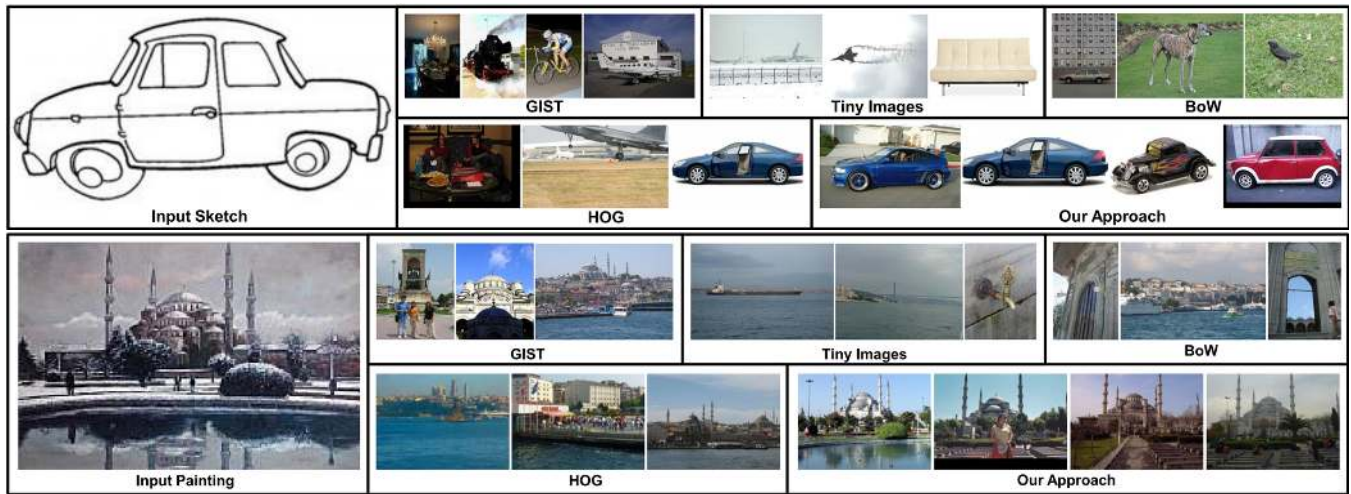 GIST
Tiny Images
BoW
Input Sketch
HOG
Our Approach
GIST
Tiny Images
BoW
Input Painting
HOG
Our Approach